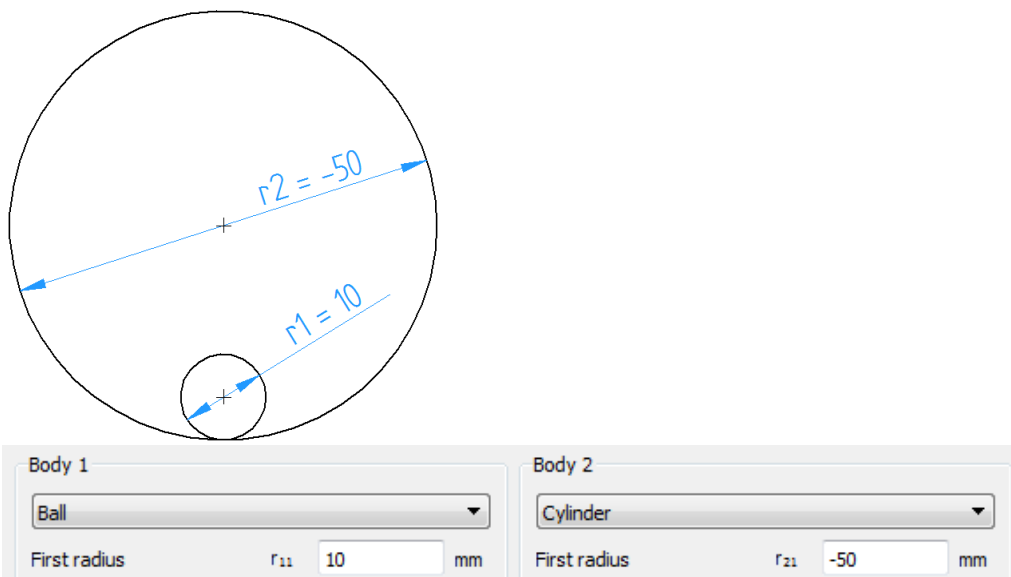 r2 = -50
r1 = 10
Body 1
Body 2
Ball
Cylinder
First radius r₁₁ 10 mm
First radius r₂₁ -50 mm